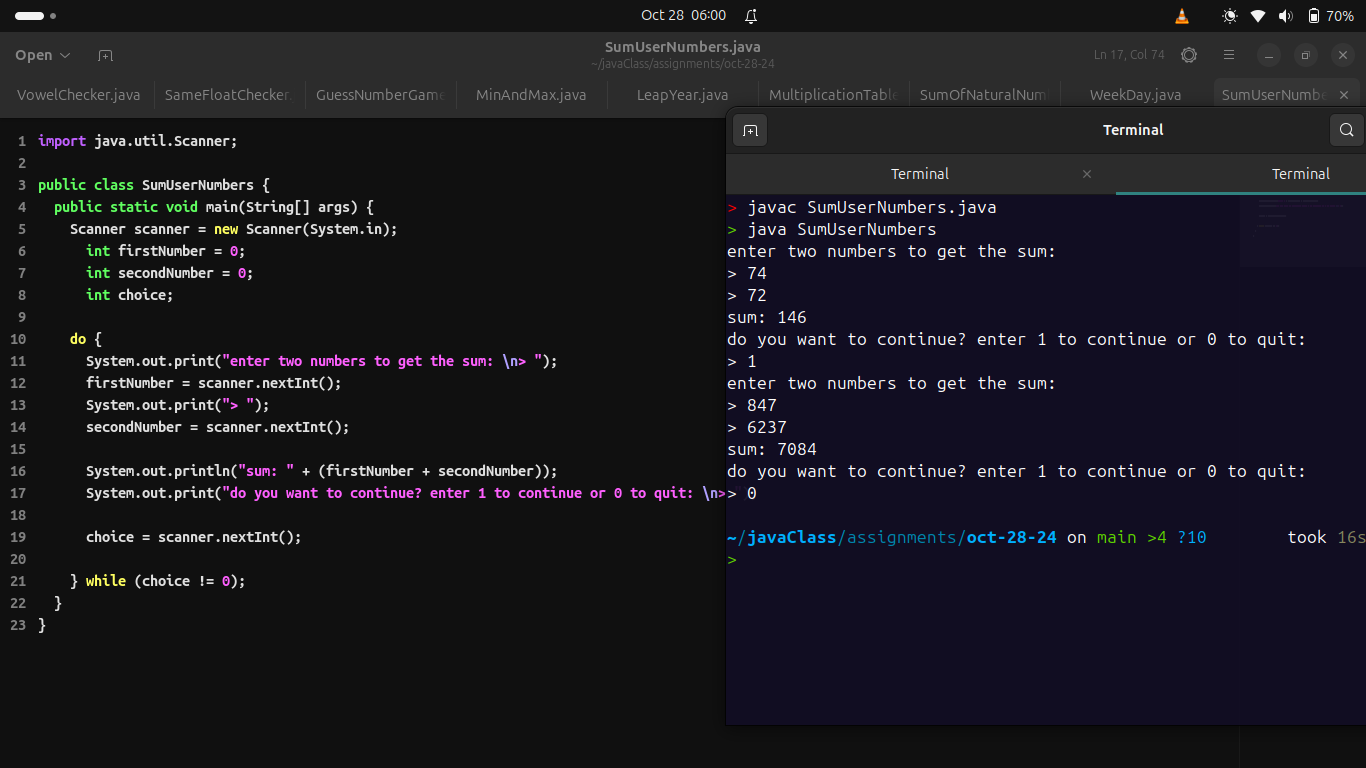 Oct 28 06:00
70%
Open
SumUserNumbers.java
~/javaClass/assignments/oct-28-24
Ln 17, Col 74
VowelChecker.java
SameFloatChecker.
GuessNumberGame
MinAndMax.java
LeapYear.java
MultiplicationTable
SumOfNaturalNum
WeekDay.java
SumUserNumbe
1 import java.util.Scanner;
2
3 public class SumUserNumbers {
4 public static void main(String[] args) {
5 Scanner scanner = new Scanner(System.in);
6 int firstNumber = 0;
7 int secondNumber = 0;
8 int choice;
9
10 do {
11 System.out.print("enter two numbers to get the sum: \n> ");
12 firstNumber = scanner.nextInt();
13 System.out.print("> ");
14 secondNumber = scanner.nextInt();
15
16 System.out.println("sum: " + (firstNumber + secondNumber));
17 System.out.print("do you want to continue? enter 1 to continue or 0 to quit: \n>
18
19 choice = scanner.nextInt();
20
21 } while (choice != 0);
22 }
23 }
Terminal
Terminal
Terminal
> javac SumUserNumbers.java
> java SumUserNumbers
enter two numbers to get the sum:
> 74
> 72
sum: 146
do you want to continue? enter 1 to continue or 0 to quit:
> 1
enter two numbers to get the sum:
> 847
> 6237
sum: 7084
do you want to continue? enter 1 to continue or 0 to quit:
> 0
~/javaClass/assignments/oct-28-24 on main >4 ?10 took 16s
>